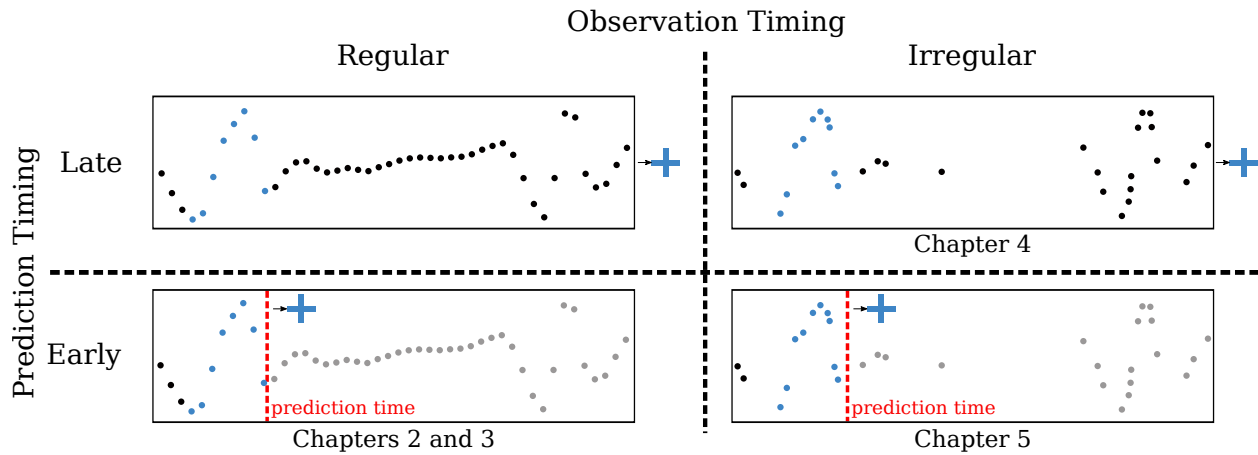 Observation Timing
Regular
Irregular
Prediction Timing
Late
Chapter 4
Early
prediction time
prediction time
Chapters 2 and 3
Chapter 5